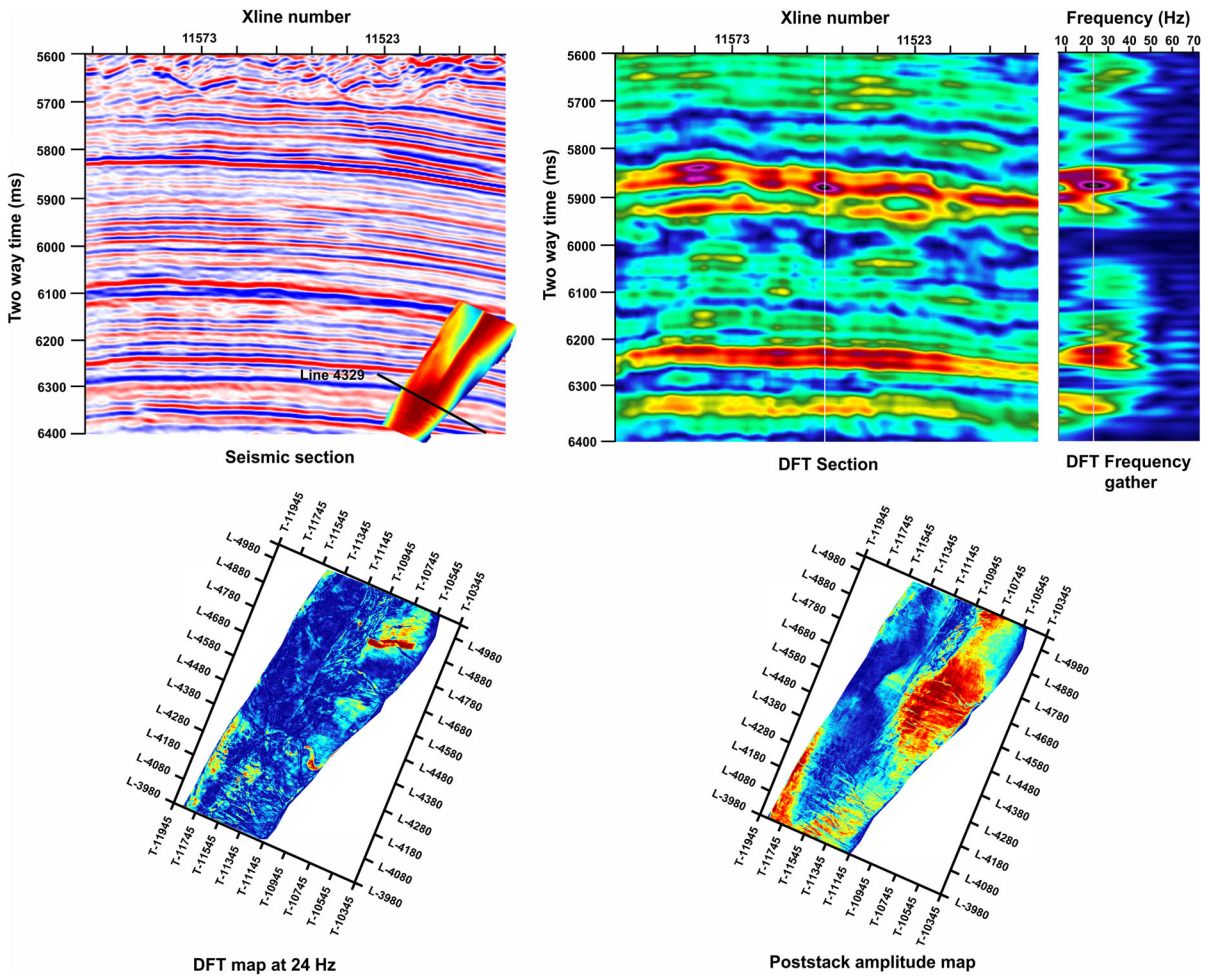 Xline number
11573
11523
Two way time (ms)
5600
5700
5800
5900
6000
6100
6200
6300
6400
Line 4329
Seismic section
Xline number
11573
11523
Two way time (ms)
5600
5700
5800
5900
6000
6100
6200
6300
6400
DFT Section
Frequency (Hz)
10 20 30 40 50 60 70
DFT Frequency
gather
T-11945
T-11745
T-11545
T-11345
T-11145
T-10945
T-10745
T-10545
T-10345
L-4980
L-4880
L-4780
L-4680
L-4580
L-4480
L-4380
L-4280
L-4180
L-4080
L-3980
L-4980
L-4880
L-4780
L-4680
L-4580
L-4480
L-4380
L-4280
L-4180
L-4080
L-3980
T-11945
T-11745
T-11545
T-11345
T-11145
T-10945
T-10745
T-10545
T-10345
DFT map at 24 Hz
T-11945
T-11745
T-11545
T-11345
T-11145
T-10945
T-10745
T-10545
T-10345
L-4980
L-4880
L-4780
L-4680
L-4580
L-4480
L-4380
L-4280
L-4180
L-4080
L-3980
L-4980
L-4880
L-4780
L-4680
L-4580
L-4480
L-4380
L-4280
L-4180
L-4080
L-3980
T-11945
T-11745
T-11545
T-11345
T-11145
T-10945
T-10745
T-10545
T-10345
Poststack amplitude map